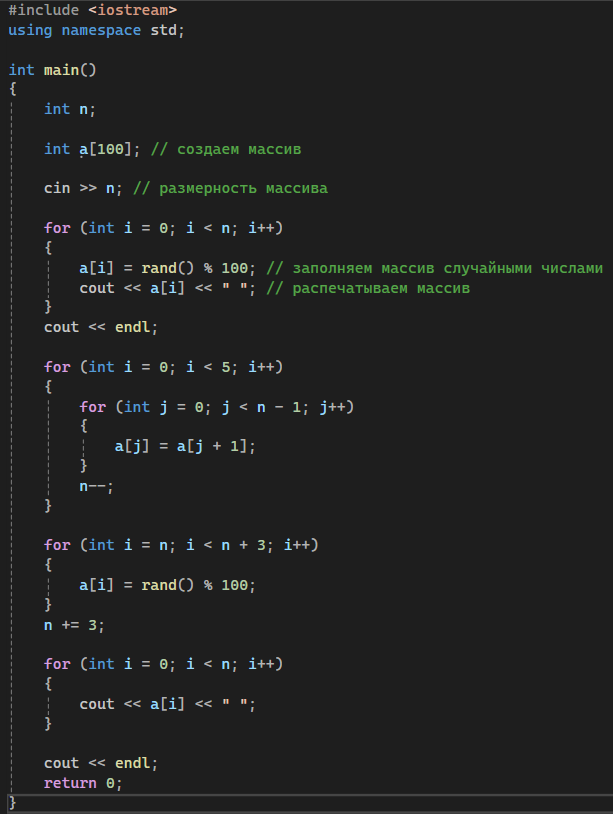 #include <iostream>
using namespace std;
int main()
{
int n;
int a[100]; // создаем массив
cin >> n; // размерность массива
for (int i = 0; i < n; i++)
{
a[i] = rand() % 100; // заполняем массив случайными числами
cout << a[i] << " "; // распечатываем массив
}
cout << endl;
for (int i = 0; i < 5; i++)
{
for (int j = 0; j < n - 1; j++)
{
a[j] = a[j + 1];
}
n--;
}
for (int i = n; i < n + 3; i++)
{
a[i] = rand() % 100;
}
n += 3;
for (int i = 0; i < n; i++)
{
cout << a[i] << " ";
}
cout << endl;
return 0;
}